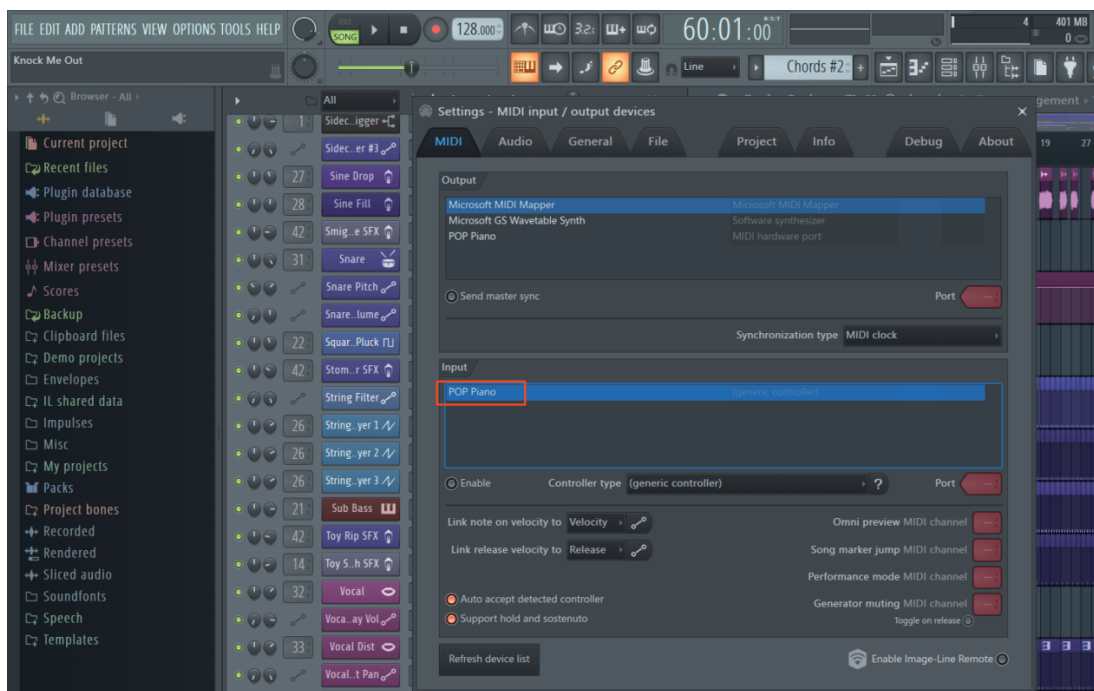 FILE EDIT ADD PATTERNS VIEW OPTIONS TOOLS HELP
PAT
SONG
128.000
3.2.
60:01:00
B:S:T
4
401 MB
0
Knock Me Out
Line
Chords #2
Browser - All
Current project
Recent files
Plugin database
Plugin presets
Channel presets
Mixer presets
Scores
Backup
Clipboard files
Demo projects
Envelopes
IL shared data
Impulses
Misc
My projects
Packs
Project bones
Recorded
Rendered
Sliced audio
Soundfonts
Speech
Templates
All
1 Sidec..igger
Sidec..er #3
27 Sine Drop
28 Sine Fill
42 Smig..e SFX
31 Snare
Snare Pitch
Snare..lume
22 Squar..Pluck
42 Stom..r SFX
String Filter
26 String..yer 1
26 String..yer 2
26 String..yer 3
21 Sub Bass
42 Toy Rip SFX
14 Toy S..h SFX
32 Vocal
Voca..ay Vol
33 Vocal Dist
Vocal..t Pan
gement
19 27
Settings - MIDI input / output devices
MIDI Audio General File Project Info Debug About
Output
Microsoft MIDI Mapper Microsoft MIDI Mapper
Microsoft GS Wavetable Synth Software synthesizer
POP Piano MIDI hardware port
Send master sync Port ---
Synchronization type MIDI clock
Input
POP Piano (generic controller)
Enable Controller type (generic controller) ? Port ---
Link note on velocity to Velocity Omni preview MIDI channel ---
Link release velocity to Release Song marker jump MIDI channel ---
Performance mode MIDI channel ---
Auto accept detected controller Generator muting MIDI channel ---
Support hold and sostenuto Toggle on release
Refresh device list Enable Image-Line Remote